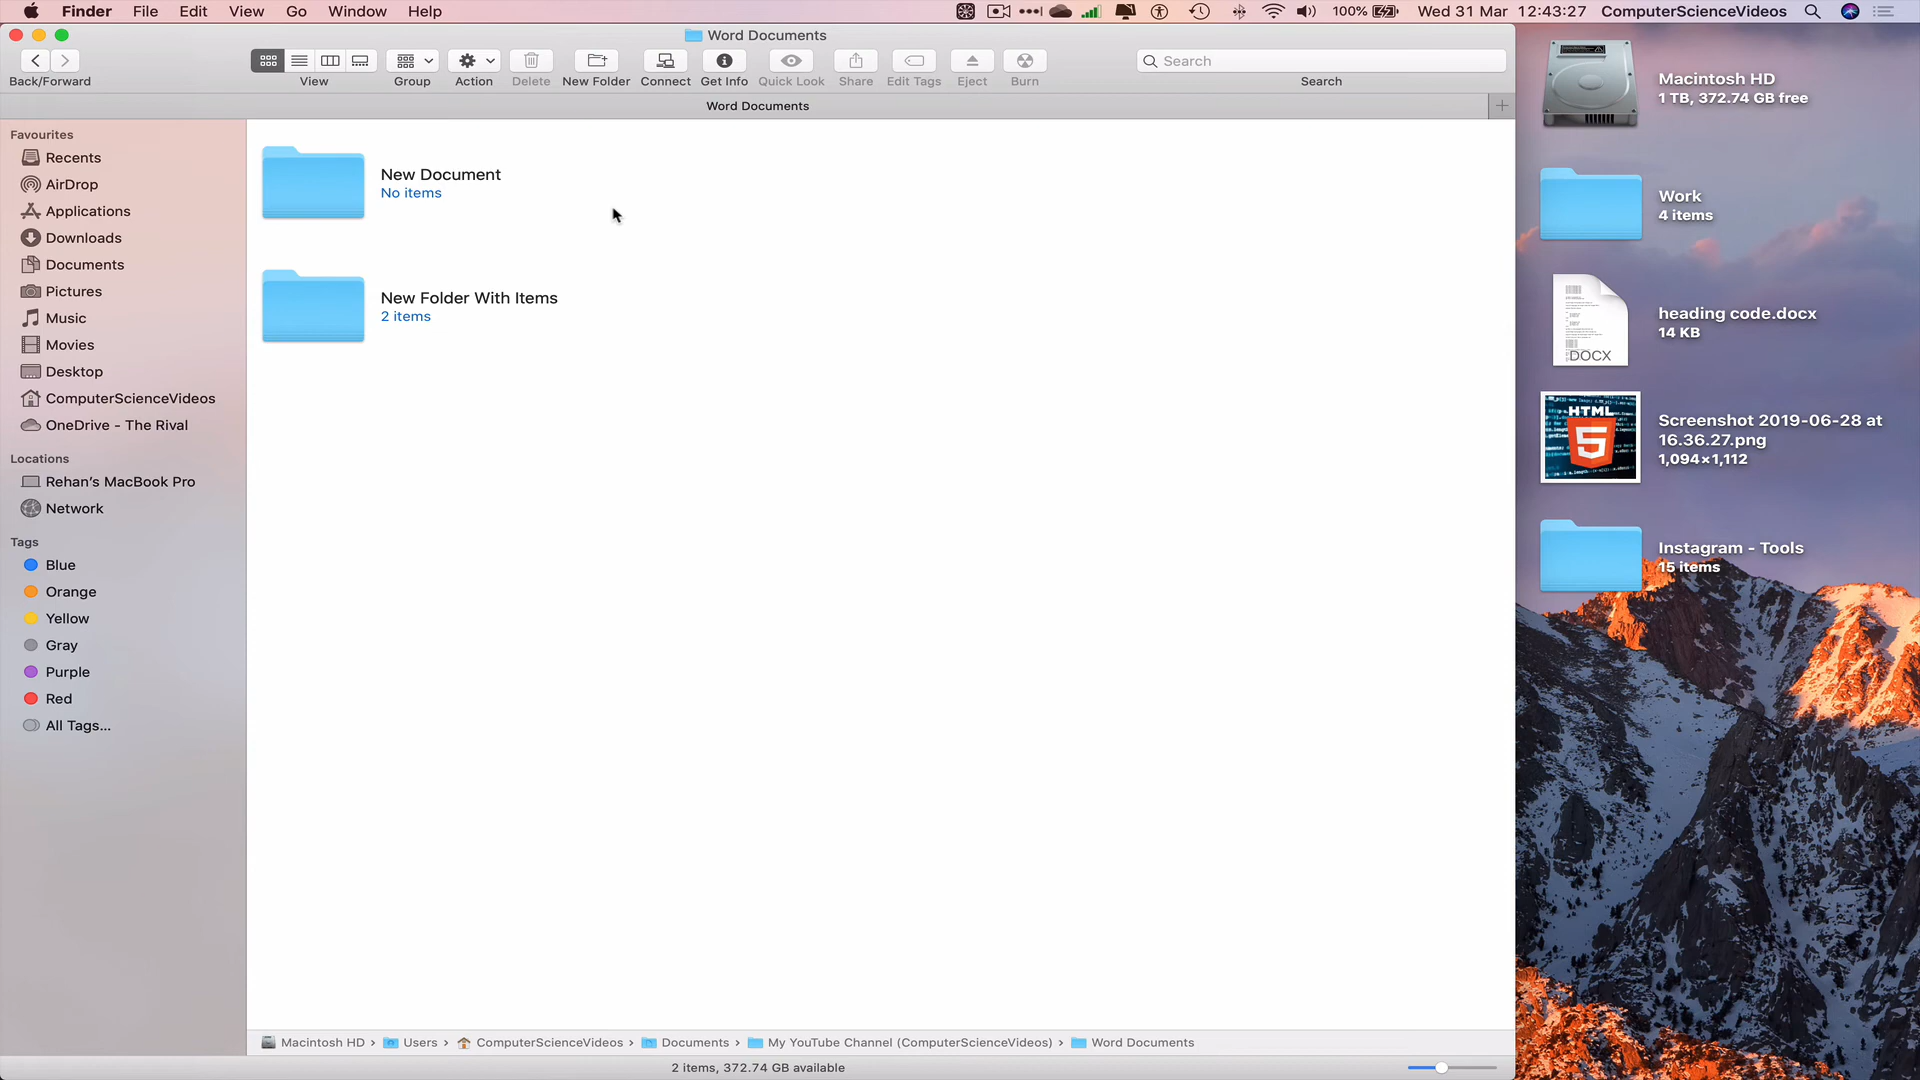 Finder File Edit View Go Window Help
100% Wed 31 Mar 12:43:27 ComputerScienceVideos
Word Documents
Search
Back/Forward View Group Action Delete New Folder Connect Get Info Quick Look Share Edit Tags Eject Burn Search
Word Documents
Favourites
Recents
AirDrop
Applications
Downloads
Documents
Pictures
Music
Movies
Desktop
ComputerScienceVideos
OneDrive - The Rival
Locations
Rehan's MacBook Pro
Network
Tags
Blue
Orange
Yellow
Gray
Purple
Red
All Tags...
New Document
No items
New Folder With Items
2 items
Macintosh HD › Users › ComputerScienceVideos › Documents › My YouTube Channel (ComputerScienceVideos) › Word Documents
2 items, 372.74 GB available
Macintosh HD
1 TB, 372.74 GB free
Work
4 items
DOCX
heading code.docx
14 KB
HTML
5
Screenshot 2019-06-28 at
16.36.27.png
1,094×1,112
Instagram - Tools
15 items